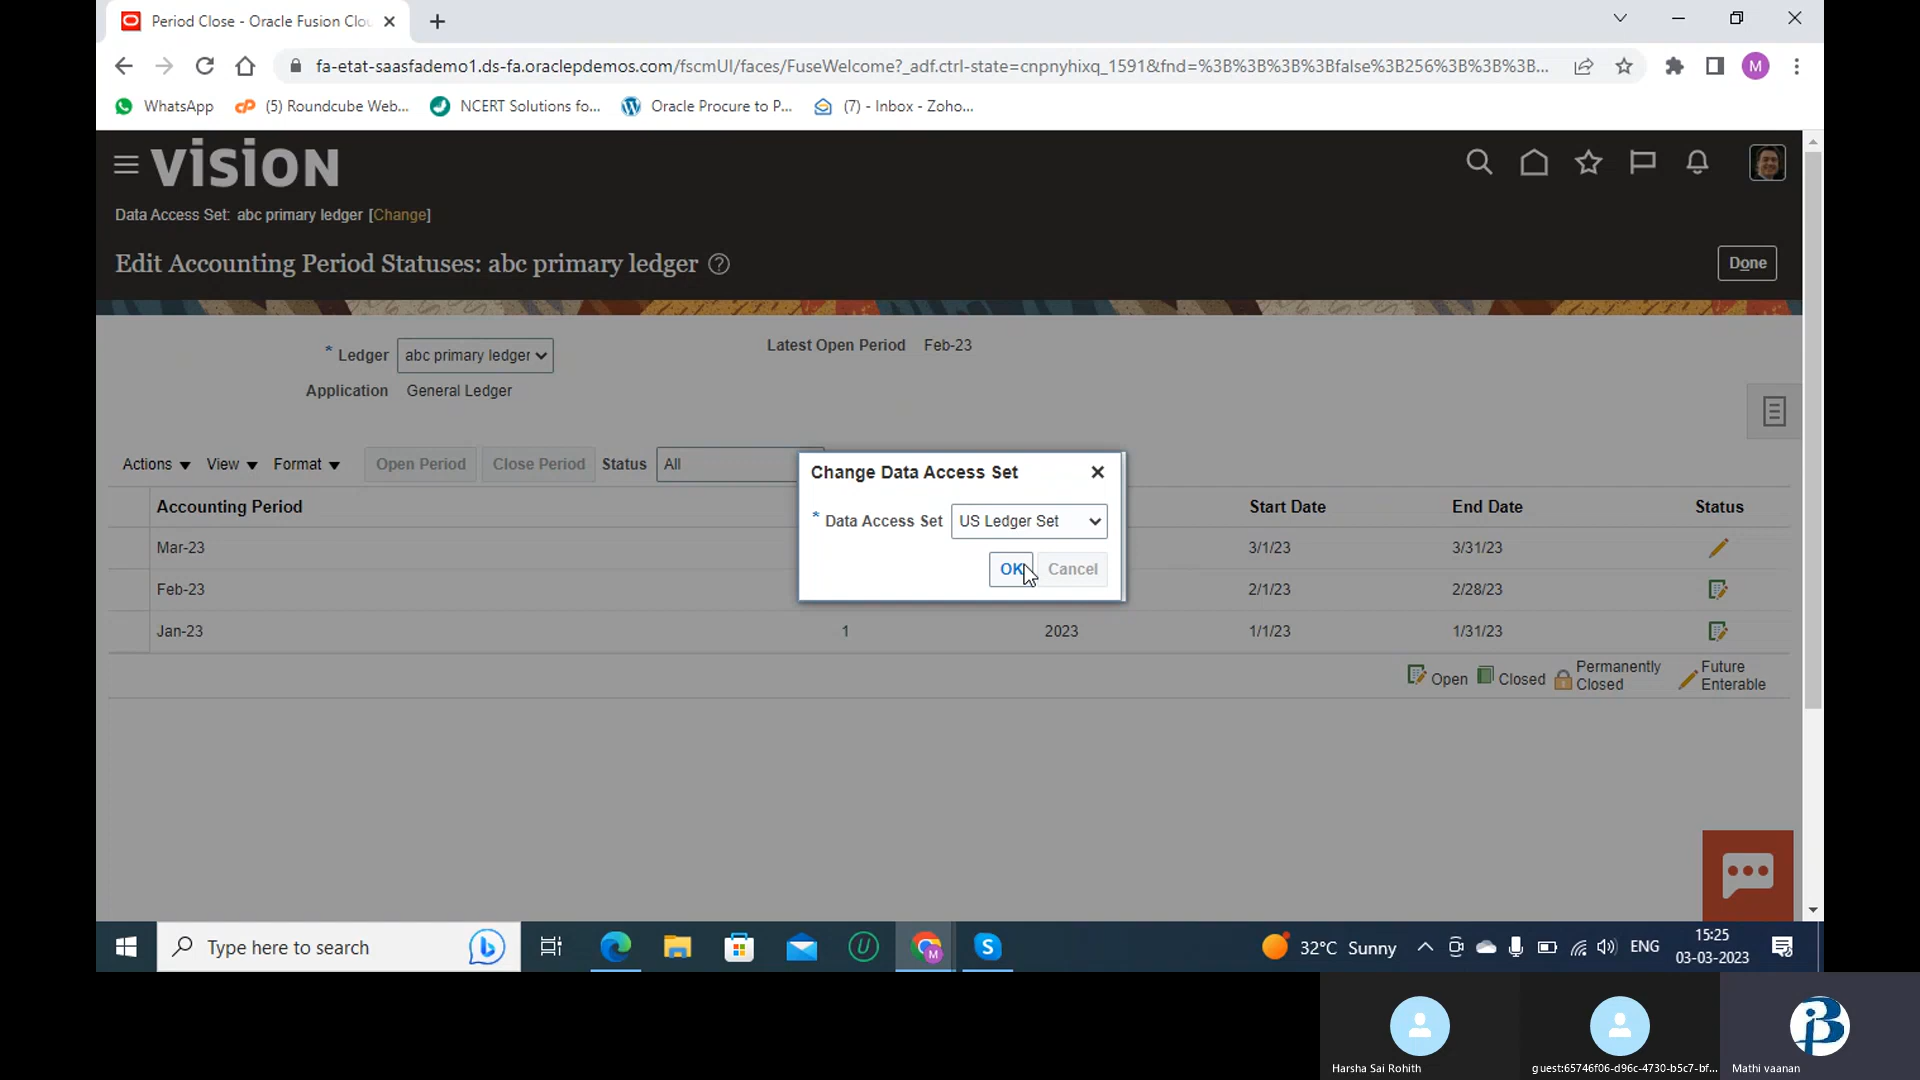 Period Close - Oracle Fusion Clou
fa-etat-saasfademo1.ds-fa.oraclepdemos.com/fscmUI/faces/FuseWelcome?_adf.ctrl-state=cnpnyhixq_1591&fnd=%3B%3B%3B%3Bfalse%3B256%3B%3B%3B...
M
WhatsApp
(5) Roundcube Web...
NCERT Solutions fo...
Oracle Procure to P...
(7) - Inbox - Zoho...
VISION
Data Access Set: abc primary ledger [Change]
Edit Accounting Period Statuses: abc primary ledger
Done
* Ledger abc primary ledger
Latest Open Period Feb-23
Application General Ledger
Actions View Format Open Period Close Period Status All
Change Data Access Set
* Data Access Set US Ledger Set
OK Cancel
Accounting Period Start Date End Date Status
Mar-23 3/1/23 3/31/23
Feb-23 2/1/23 2/28/23
Jan-23 1 2023 1/1/23 1/31/23
Open Closed Permanently Closed Future Enterable
Type here to search
32°C Sunny
ENG
15:25
03-03-2023
Harsha Sai Rohith
guest:65746f06-d96c-4730-b5c7-bf...
Mathi vaanan